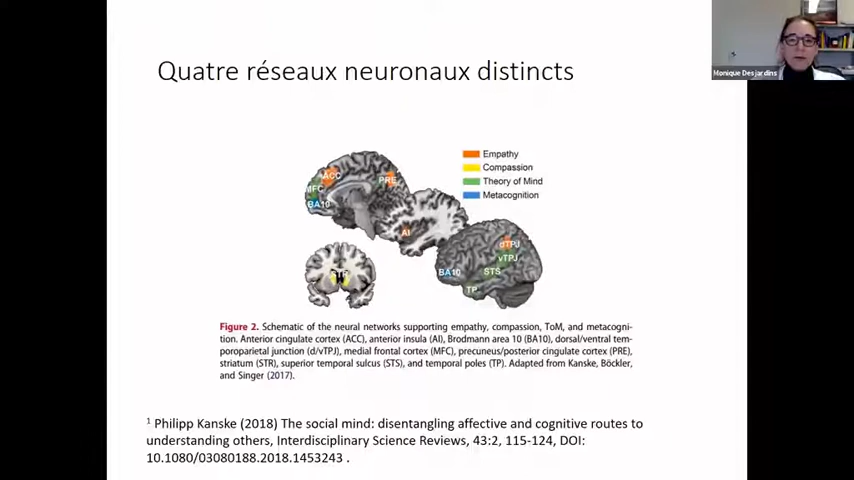 Quatre réseaux neuronaux distincts
Monique Desjardins
Empathy
Compassion
Theory of Mind
Metacognition
ACC
PRE
MFC
BA10
AI
dTPJ
vTPJ
STS
BA10
TP
STR
Figure 2. Schematic of the neural networks supporting empathy, compassion, ToM, and metacogni-
tion. Anterior cingulate cortex (ACC), anterior insula (AI), Brodmann area 10 (BA10), dorsal/ventral tem-
poroparietal junction (d/vTPJ), medial frontal cortex (MFC), precuneus/posterior cingulate cortex (PRE),
striatum (STR), superior temporal sulcus (STS), and temporal poles (TP). Adapted from Kanske, Böckler,
and Singer (2017).
¹ Philipp Kanske (2018) The social mind: disentangling affective and cognitive routes to
understanding others, Interdisciplinary Science Reviews, 43:2, 115-124, DOI:
10.1080/03080188.2018.1453243 .